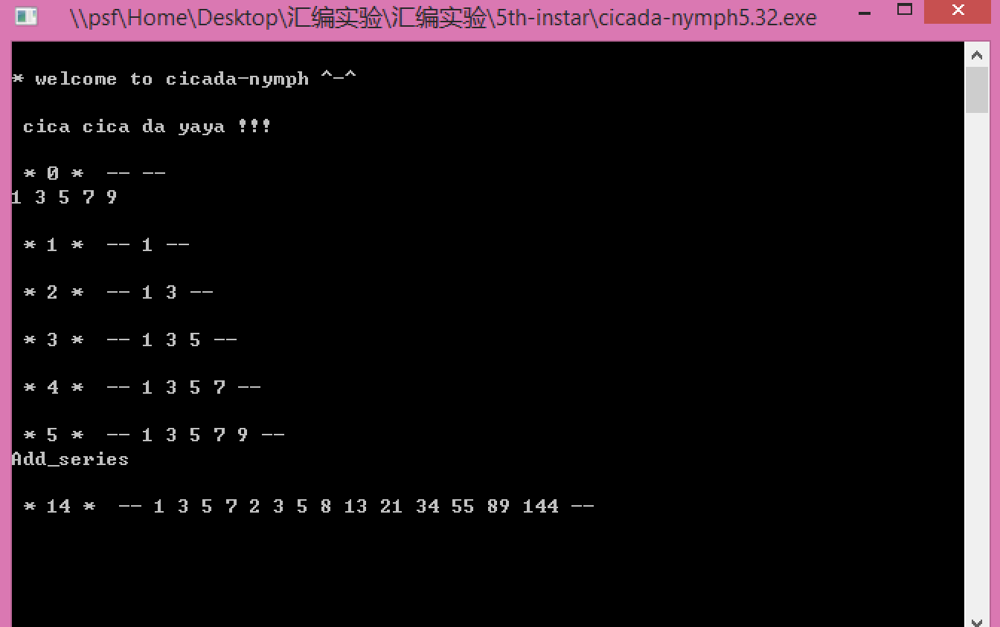 \\psf\Home\Desktop\汇编实验\汇编实验\5th-instar\cicada-nymph5.32.exe
* welcome to cicada-nymph ^-^
cica cica da yaya !!!
* 0 *  -- --
1 3 5 7 9
* 1 *  -- 1 --
* 2 *  -- 1 3 --
* 3 *  -- 1 3 5 --
* 4 *  -- 1 3 5 7 --
* 5 *  -- 1 3 5 7 9 --
Add_series
* 14 *  -- 1 3 5 7 2 3 5 8 13 21 34 55 89 144 --